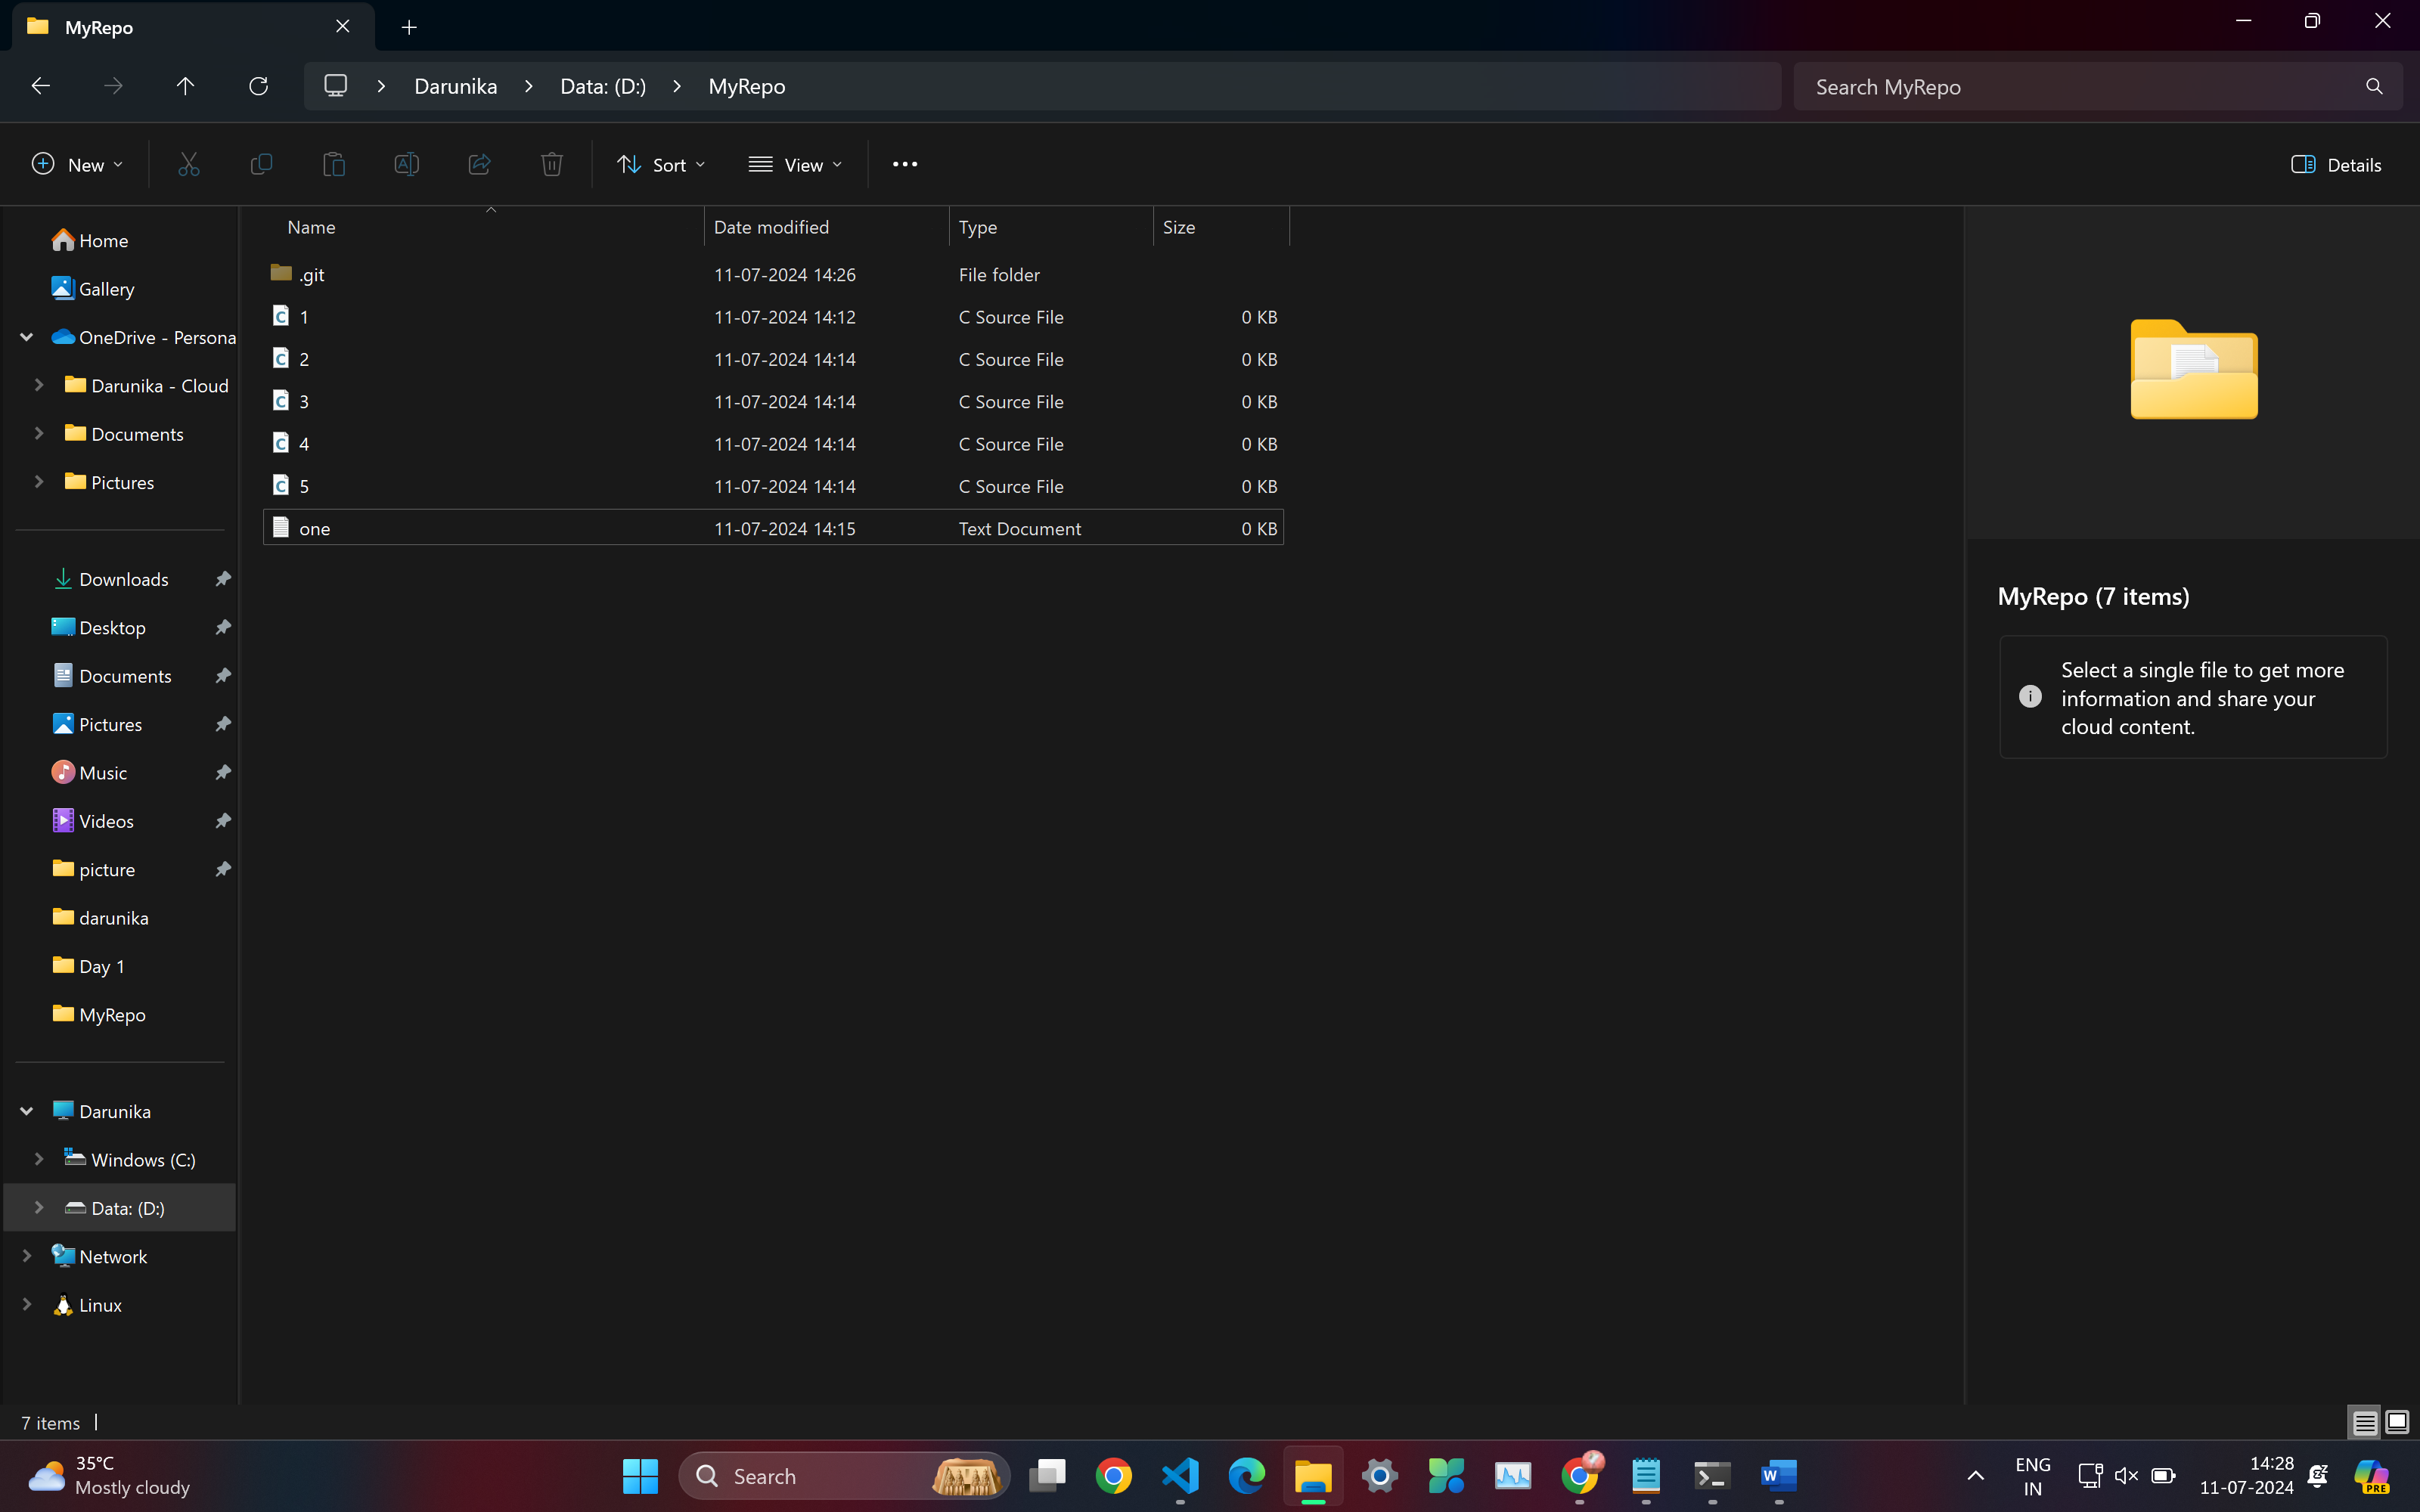 MyRepo
Darunika
Data: (D:)
MyRepo
Search MyRepo
New
Sort
View
Details
Name Date modified Type Size
.git 11-07-2024 14:26 File folder
1 11-07-2024 14:12 C Source File 0 KB
2 11-07-2024 14:14 C Source File 0 KB
3 11-07-2024 14:14 C Source File 0 KB
4 11-07-2024 14:14 C Source File 0 KB
5 11-07-2024 14:14 C Source File 0 KB
one 11-07-2024 14:15 Text Document 0 KB
Home
Gallery
OneDrive - Persona
Darunika - Cloud
Documents
Pictures
Downloads
Desktop
Documents
Pictures
Music
Videos
picture
darunika
Day 1
MyRepo
Darunika
Windows (C:)
Data: (D:)
Network
Linux
MyRepo (7 items)
Select a single file to get more
information and share your
cloud content.
7 items
35°C
Mostly cloudy
Search
ENG
IN
14:28
11-07-2024
PRE